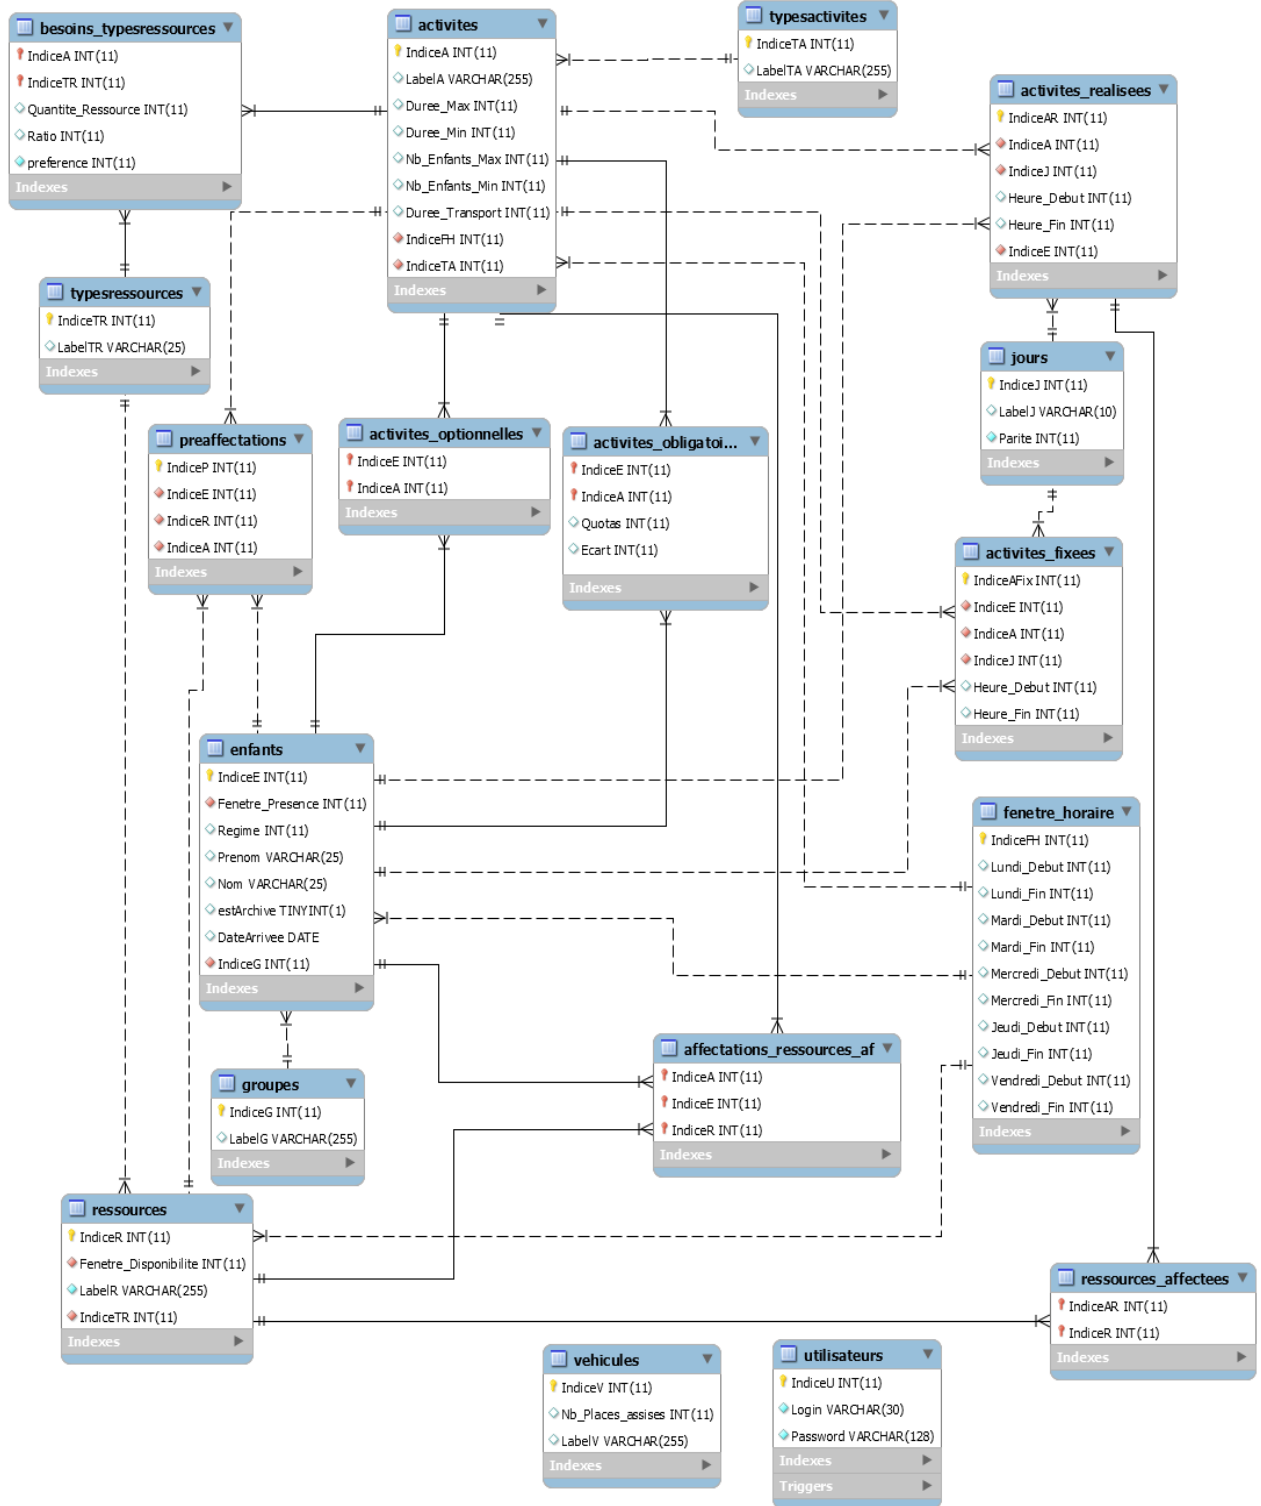 besoins_typesressources
IndiceA INT(11)
IndiceTR INT(11)
Quantite_Ressource INT(11)
Ratio INT(11)
preference INT(11)
Indexes
activites
IndiceA INT(11)
LabelA VARCHAR(255)
Duree_Max INT(11)
Duree_Min INT(11)
Nb_Enfants_Max INT(11)
Nb_Enfants_Min INT(11)
Duree_Transport INT(11)
IndiceFH INT(11)
IndiceTA INT(11)
Indexes
typesactivites
IndiceTA INT(11)
LabelTA VARCHAR(255)
Indexes
activites_realisees
IndiceAR INT(11)
IndiceA INT(11)
IndiceJ INT(11)
Heure_Debut INT(11)
Heure_Fin INT(11)
IndiceE INT(11)
Indexes
typesressources
IndiceTR INT(11)
LabelTR VARCHAR(25)
Indexes
jours
IndiceJ INT(11)
LabelJ VARCHAR(10)
Parite INT(11)
Indexes
preaffectations
IndiceP INT(11)
IndiceE INT(11)
IndiceR INT(11)
IndiceA INT(11)
Indexes
activites_optionnelles
IndiceE INT(11)
IndiceA INT(11)
Indexes
activites_obligatoi...
IndiceE INT(11)
IndiceA INT(11)
Quotas INT(11)
Ecart INT(11)
Indexes
activites_fixees
IndiceAFix INT(11)
IndiceE INT(11)
IndiceA INT(11)
IndiceJ INT(11)
Heure_Debut INT(11)
Heure_Fin INT(11)
Indexes
enfants
IndiceE INT(11)
Fenetre_Presence INT(11)
Regime INT(11)
Prenom VARCHAR(25)
Nom VARCHAR(25)
estArchive TINYINT(1)
DateArrivee DATE
IndiceG INT(11)
Indexes
fenetre_horaire
IndiceFH INT(11)
Lundi_Debut INT(11)
Lundi_Fin INT(11)
Mardi_Debut INT(11)
Mardi_Fin INT(11)
Mercredi_Debut INT(11)
Mercredi_Fin INT(11)
Jeudi_Debut INT(11)
Jeudi_Fin INT(11)
Vendredi_Debut INT(11)
Vendredi_Fin INT(11)
Indexes
groupes
IndiceG INT(11)
LabelG VARCHAR(255)
Indexes
affectations_ressources_af
IndiceA INT(11)
IndiceE INT(11)
IndiceR INT(11)
Indexes
ressources
IndiceR INT(11)
Fenetre_Disponibilite INT(11)
LabelR VARCHAR(255)
IndiceTR INT(11)
Indexes
ressources_affectees
IndiceAR INT(11)
IndiceR INT(11)
Indexes
vehicules
IndiceV INT(11)
Nb_Places_assises INT(11)
LabelV VARCHAR(255)
Indexes
utilisateurs
IndiceU INT(11)
Login VARCHAR(30)
Password VARCHAR(128)
Indexes
Triggers